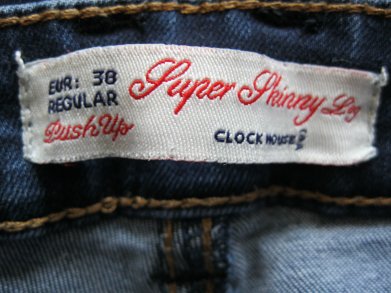 EUR: 38
REGULAR
Push Up
Super Skinny Leg
CLOCKHOUSE